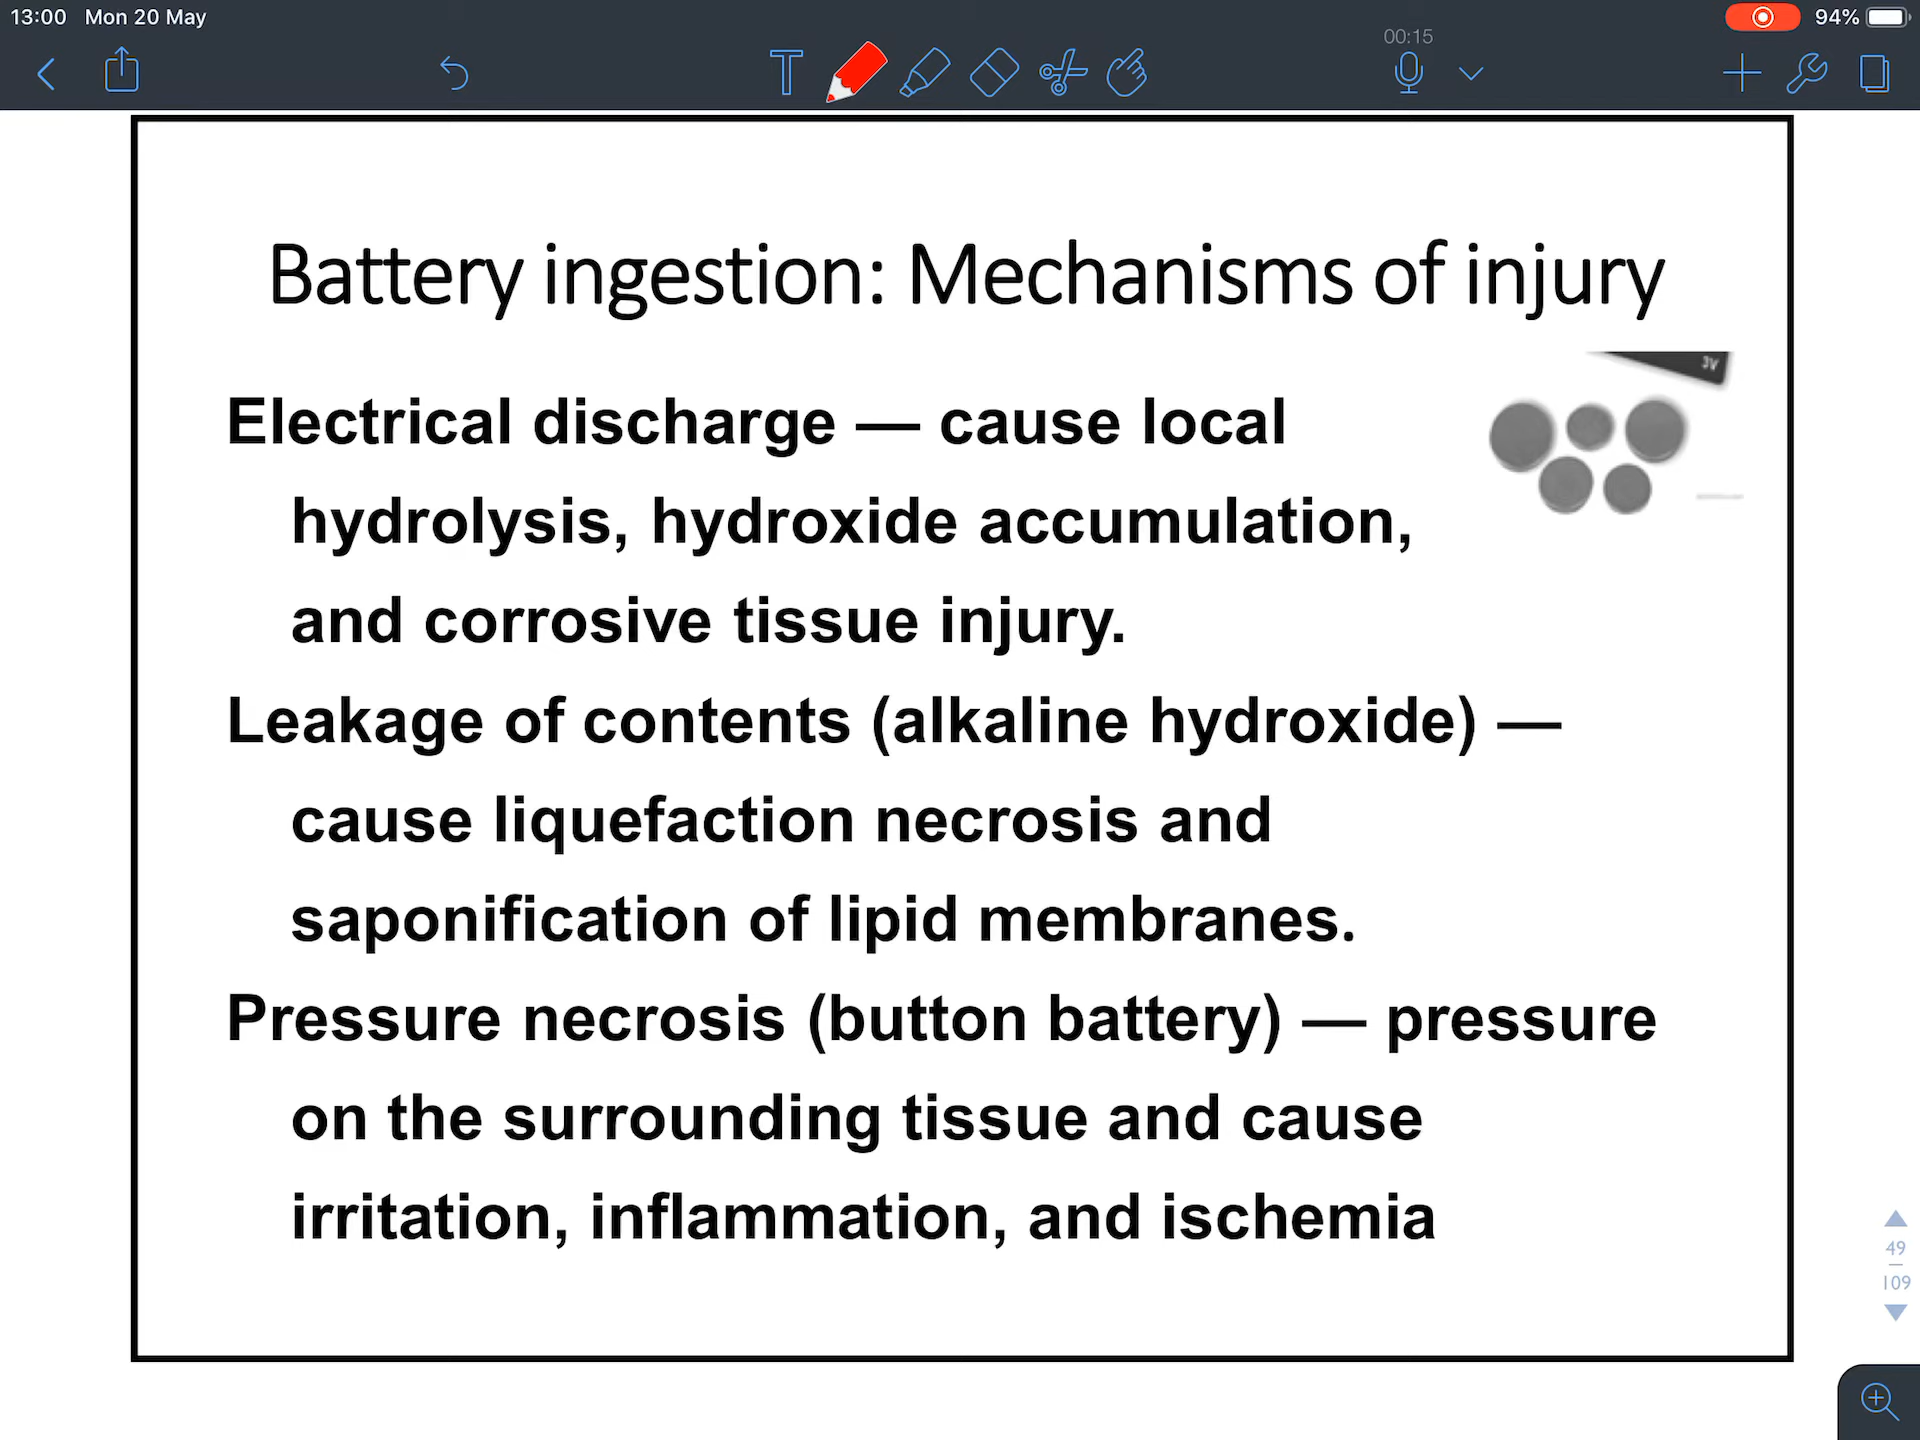 13:00 Mon 20 May
94%
00:15
T
Battery ingestion: Mechanisms of injury
3V
Electrical discharge — cause local
hydrolysis, hydroxide accumulation,
and corrosive tissue injury.
Leakage of contents (alkaline hydroxide) —
cause liquefaction necrosis and
saponification of lipid membranes.
Pressure necrosis (button battery) — pressure
on the surrounding tissue and cause
irritation, inflammation, and ischemia
49
109